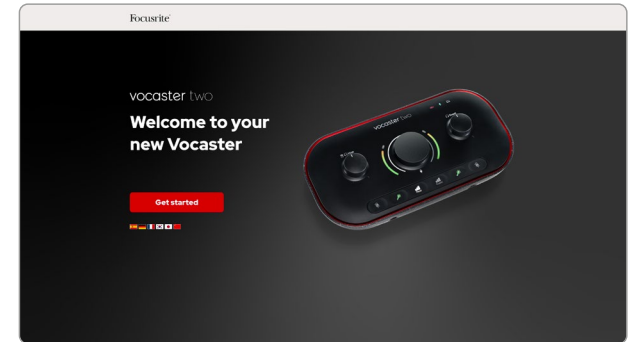 Focusrite®
vocaster two
Welcome to your
new Vocaster
vocaster two
Get started